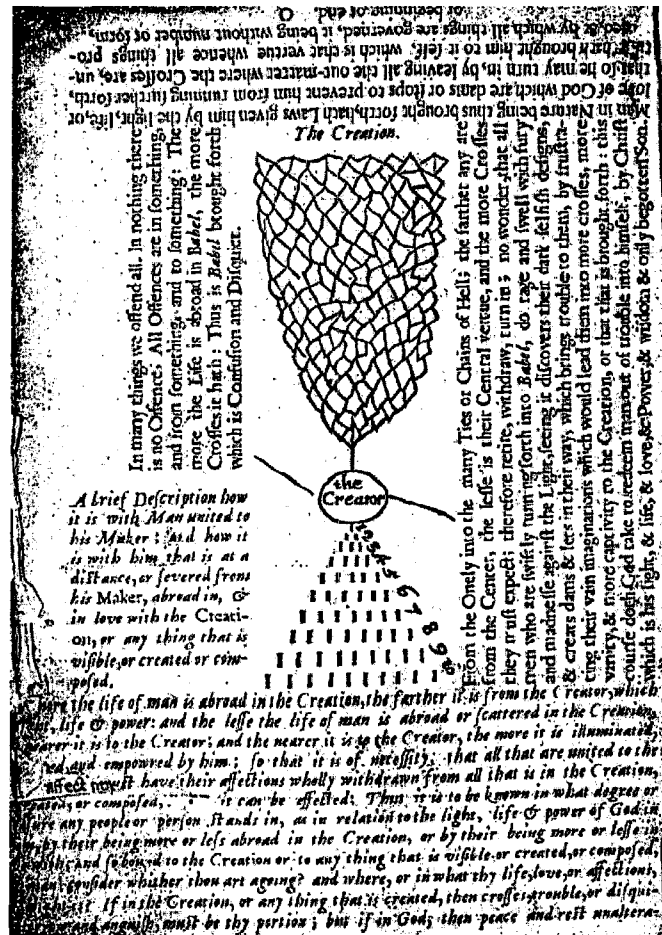 The Creation.
the
Creator
6
7
8
9
A brief Deſcription how
it is with Man united to
his Maker ; and how it
is with him that is at a
diſtance, or ſevered from
his Maker, abroad in, &
in love with the Creati-
on, or any thing that is
viſible, or created or com-
poſed.
the life of man is abroad in the Creation, the farther it is from the Creator, which
life & power : and the leſſe the life of man is abroad or ſcattered in the Creation,
it is to the Creator ; and the nearer it is to the Creator, the more it is illuminated,
and empowred by him ; ſo that it is of neceſſity, that all that are united to the
have their affections wholly withdrawn from all that is in the Creation,
or compoſed, it can be affected: Thus it is to be known in what degree or
any people or perſon ſtands in, as in relation to the light, life & power of God in
by their being more or leſs abroad in the Creation, or by their being more or leſſe in
and ſo bound to the Creation or to any thing that is viſible or created, or compoſed,
conſider whither thou art agoing? and where, or in what thy life, love, or affections,
If in the Creation, or any thing that is created, then croſſes, trouble, or diſqui-
and anguiſh, muſt be thy portion ; but if in God, then peace and reſt unaltera-
In many things we offend all. In nothing there
is no Offence. All Offences are in ſomething,
and from ſomething, and to ſomething : The
more the Life is abroad in Babel, the more
Croſſes it hath : Thus is Babel brought forth
which is Confuſion and Diſquiet.
From the Onely into the many Ties or Chains of Hell ; the farther any are
from the Center, the leſſe is their Central vertue, and the more Croſſes
they muſt expect ; therefore retire, withdraw, turn in ; no wonder, that all
men who are ſwiftly turning forth into Babel, do rage and ſwell with fury
and madneſſe againſt the Light, ſeeing it diſcovers their dark ſelfiſh deſigns,
& creats dams & lets in their way, which brings trouble to them, by fruſtra-
ting their vain imaginations which would lead them into more croſſes, more
vanity, & more captivity to the Creation, or that that is brought forth : this
courſe doth God take to redeem man out of trouble into himſelf, by Chriſt
which is his light, & life, & love, & Power, & wiſdom & only begotten Son.
Man in Nature being thus brought forth, hath Laws given him by the light, life, or
love of God which are dams or ſtops to prevent him from running further forth,
that ſo he may turn in, by leaving all the out-matter where the Croſſes are, un-
hath brought him to it ſelf, which is that vertue whence all things pro-
& by which all things are governed, it being without number or form,
or beginning or end.